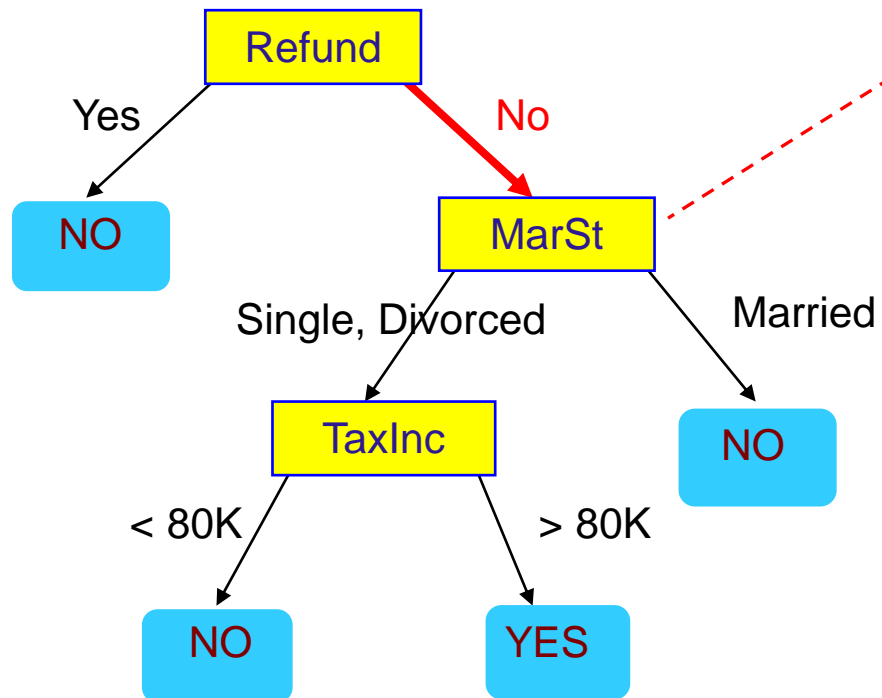 Refund
Yes
No
NO
MarSt
Single, Divorced
Married
TaxInc
NO
< 80K
> 80K
NO
YES